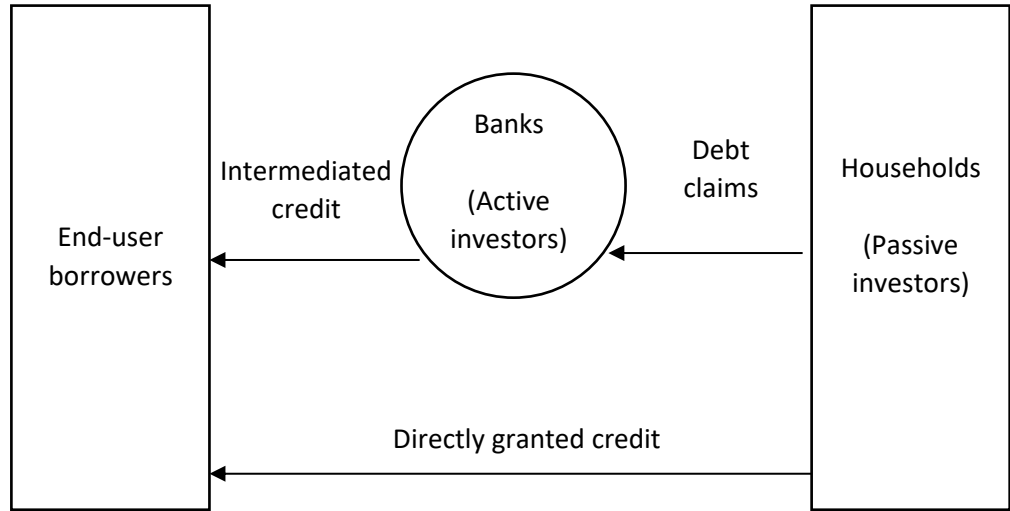 End-user
borrowers
Intermediated
credit
Banks
(Active
investors)
Debt
claims
Households
(Passive
investors)
Directly granted credit